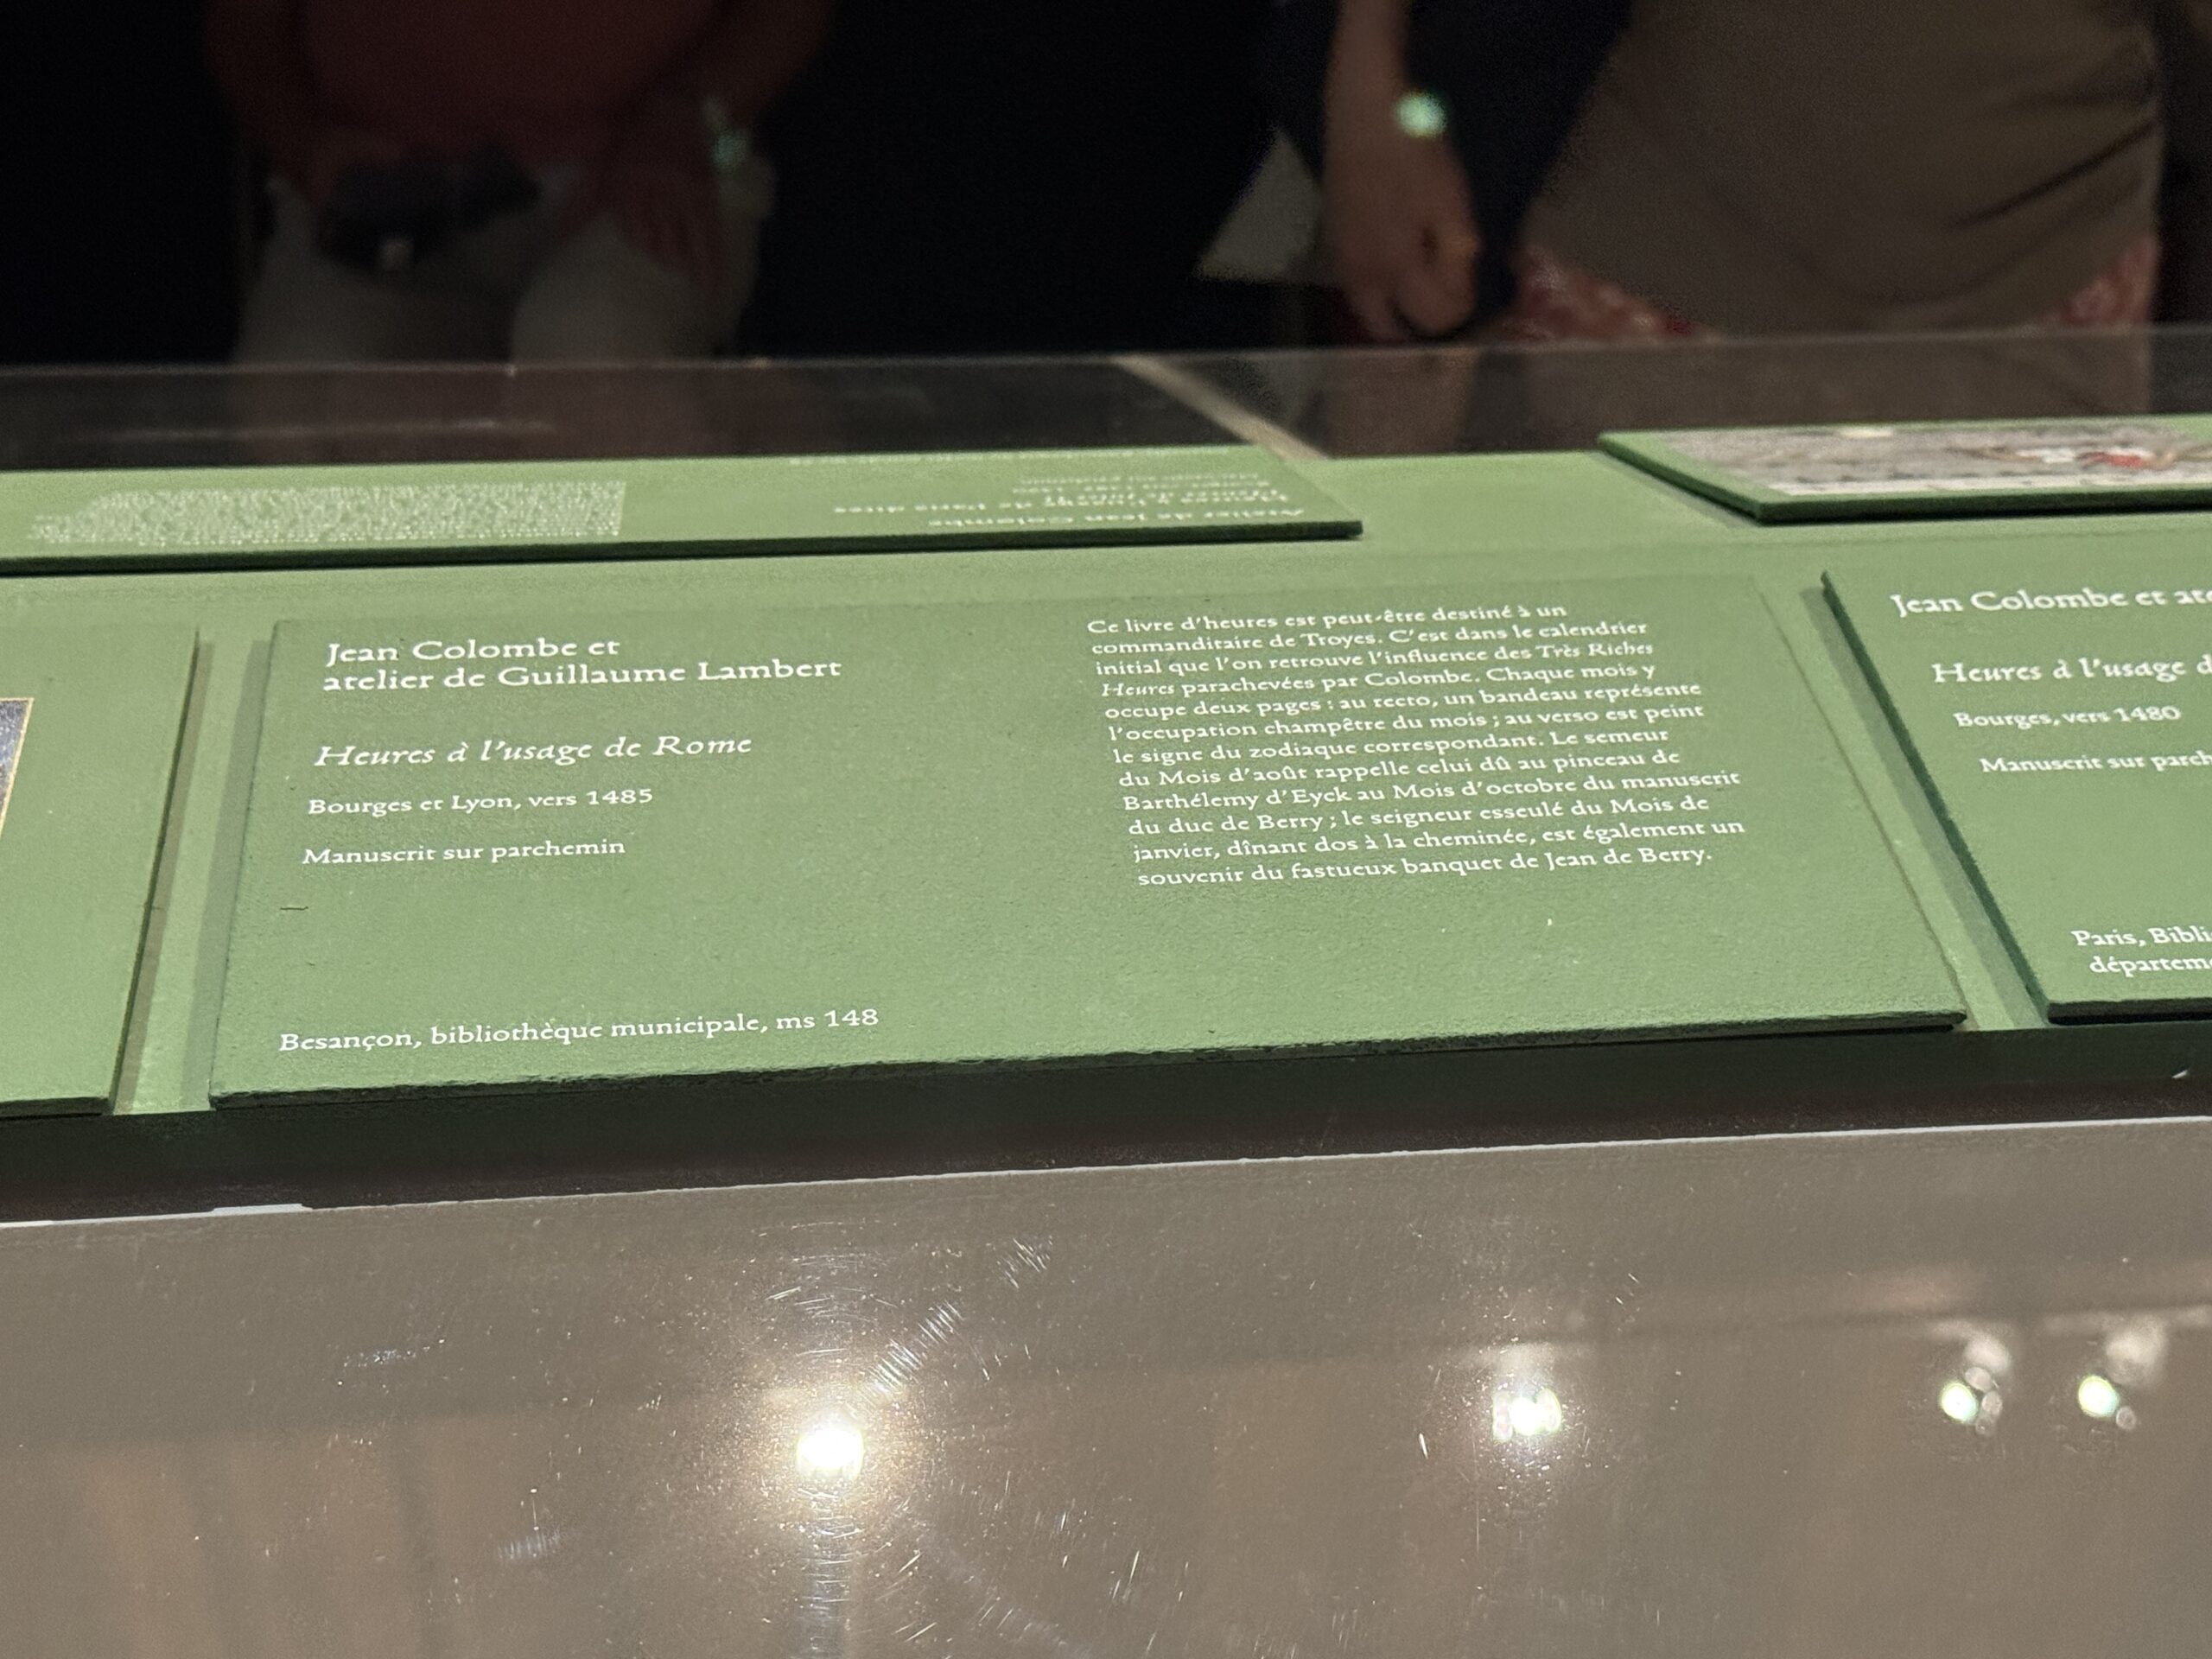 Atelier de Jean Colombe
Jean Colombe et
atelier de Guillaume Lambert
Heures à l'usage de Rome
Bourges et Lyon, vers 1485
Manuscrit sur parchemin
Besançon, bibliothèque municipale, ms 148
Ce livre d'heures est peut-être destiné à un
commanditaire de Troyes. C'est dans le calendrier
initial que l'on retrouve l'influence des Très Riches
Heures parachevées par Colombe. Chaque mois y
occupe deux pages : au recto, un bandeau représente
l'occupation champêtre du mois ; au verso est peint
le signe du zodiaque correspondant. Le semeur
du Mois d'août rappelle celui dû au pinceau de
Barthélemy d'Eyck au Mois d'octobre du manuscrit
du duc de Berry ; le seigneur esseulé du Mois de
janvier, dînant dos à la cheminée, est également un
souvenir du fastueux banquet de Jean de Berry.
Jean Colombe et
Heures à l'usage
Bourges, vers 1480
Manuscrit sur
Paris,